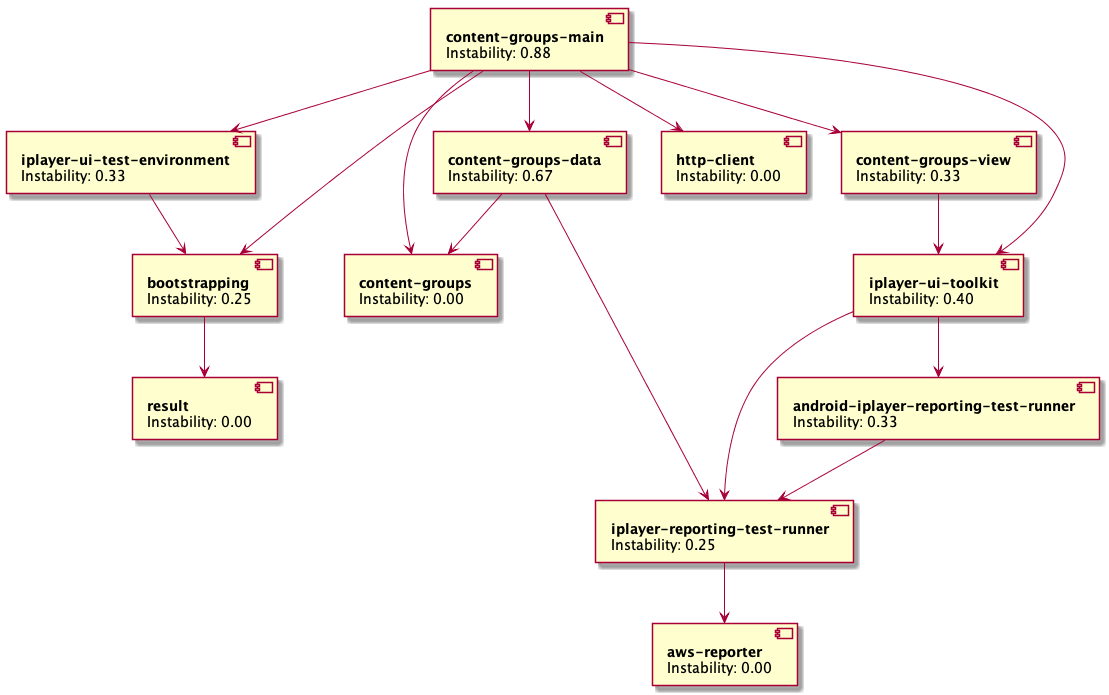 content-groups-main
Instability: 0.88
iplayer-ui-test-environment
Instability: 0.33
content-groups-data
Instability: 0.67
http-client
Instability: 0.00
content-groups-view
Instability: 0.33
bootstrapping
Instability: 0.25
content-groups
Instability: 0.00
iplayer-ui-toolkit
Instability: 0.40
result
Instability: 0.00
android-iplayer-reporting-test-runner
Instability: 0.33
iplayer-reporting-test-runner
Instability: 0.25
aws-reporter
Instability: 0.00